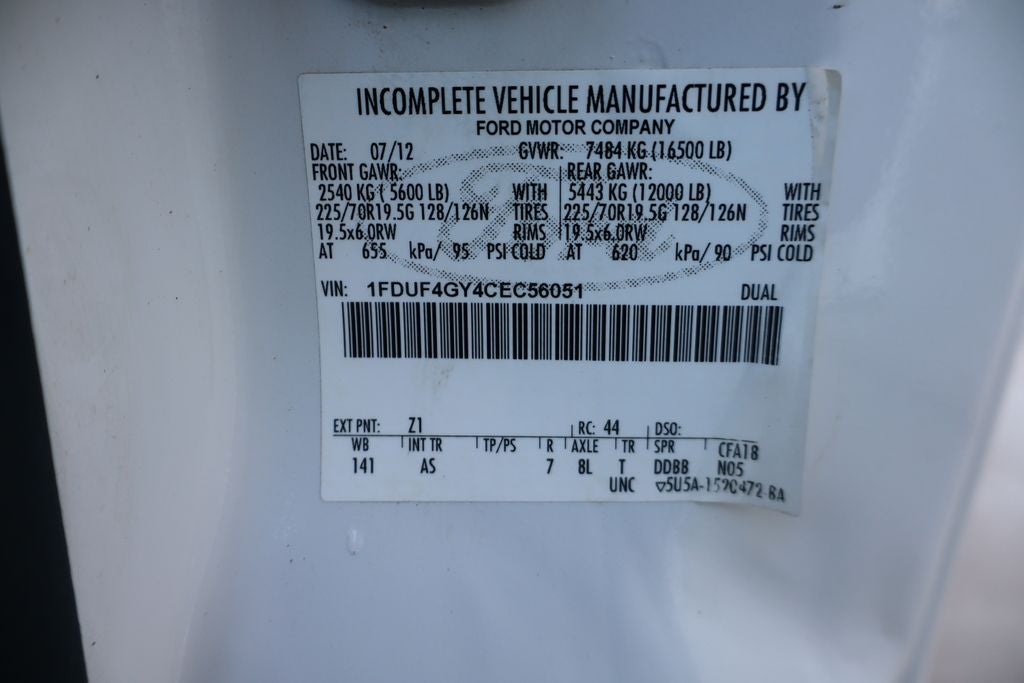 INCOMPLETE VEHICLE MANUFACTURED BY
FORD MOTOR COMPANY
DATE: 07/12 GVWR: 7484 KG (16500 LB)
FRONT GAWR: REAR GAWR:
2540 KG ( 5600 LB) WITH 5443 KG (12000 LB) WITH
225/70R19.5G 128/126N TIRES 225/70R19.5G 128/126N TIRES
19.5x6.0RW RIMS 19.5x6.0RW RIMS
AT 655 kPa/ 95 PSI COLD AT 620 kPa/ 90 PSI COLD
VIN: 1FDUF4GY4CEC56051 DUAL
EXT PNT: Z1 RC: 44 DSO:
WB INT TR TP/PS R AXLE TR SPR CFA18
141 AS 7 8L T DDBB N05
UNC ▽5U5A-1520472-BA